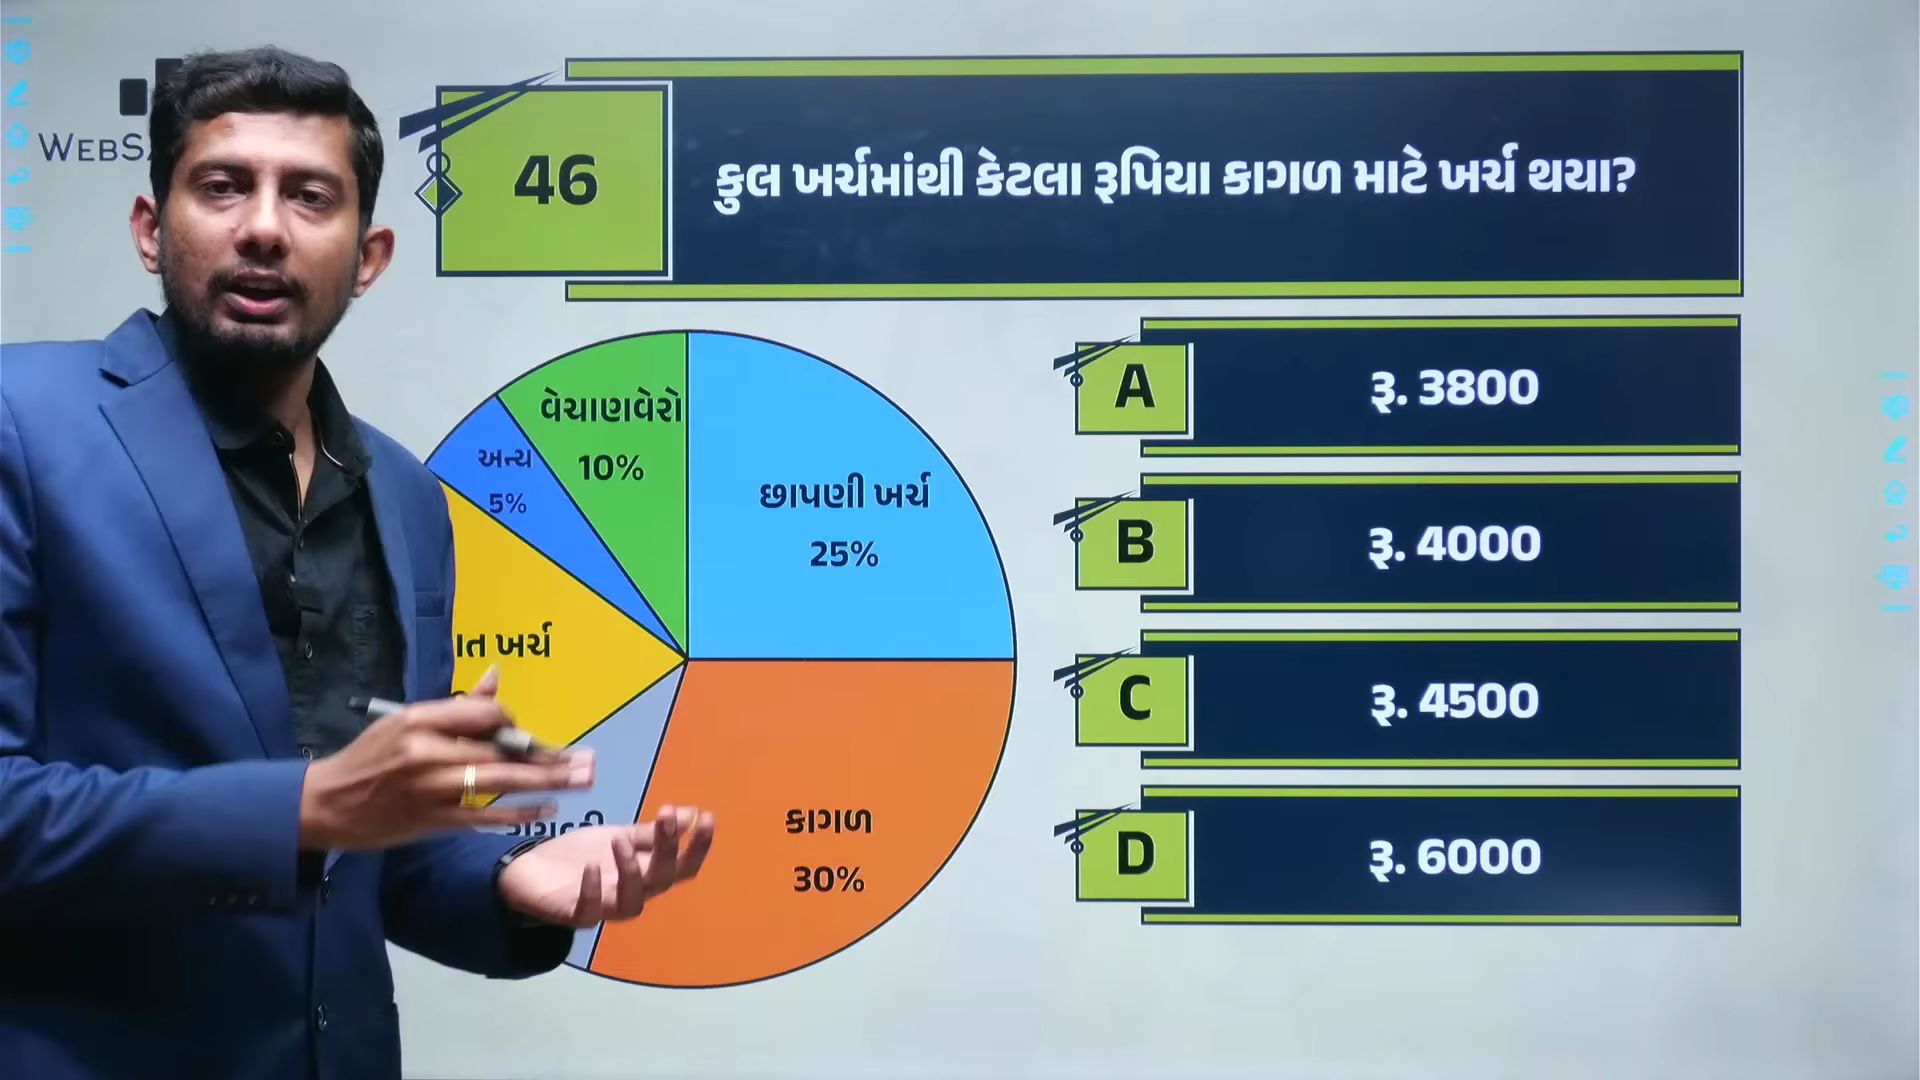 46
કુલ ખર્ચમાંથી કેટલા રૂપિયા કાગળ માટે ખર્ચ થયા?
વેચાણવેરો
10%
અન્ય
5%
છાપણી ખર્ચ
25%
ખર્ચ
કાગળ
30%
A
રૂ. 3800
B
રૂ. 4000
C
રૂ. 4500
D
રૂ. 6000